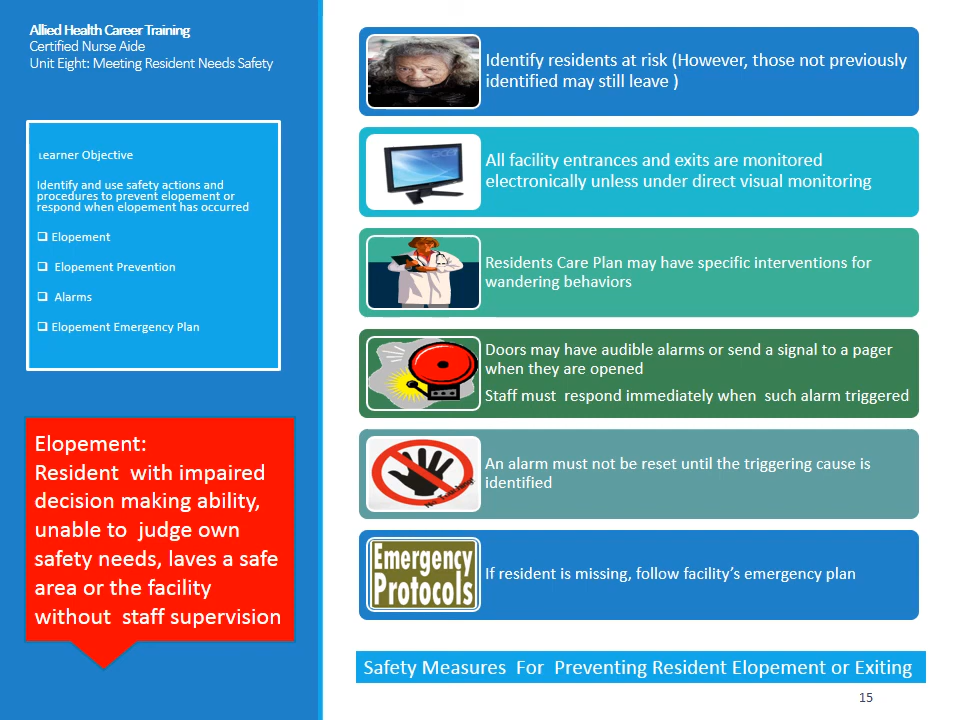 Allied Health Career Training
Certified Nurse Aide
Unit Eight: Meeting Resident Needs Safety
Learner Objective
Identify and use safety actions and
procedures to prevent elopement or
respond when elopement has occurred
❑ Elopement
❑ Elopement Prevention
❑ Alarms
❑ Elopement Emergency Plan
Elopement:
Resident with impaired
decision making ability,
unable to judge own
safety needs, laves a safe
area or the facility
without staff supervision
Identify residents at risk (However, those not previously
identified may still leave )
All facility entrances and exits are monitored
electronically unless under direct visual monitoring
Residents Care Plan may have specific interventions for
wandering behaviors
Doors may have audible alarms or send a signal to a pager
when they are opened
Staff must respond immediately when such alarm triggered
An alarm must not be reset until the triggering cause is
identified
Emergency
Protocols
If resident is missing, follow facility’s emergency plan
Safety Measures For Preventing Resident Elopement or Exiting
15